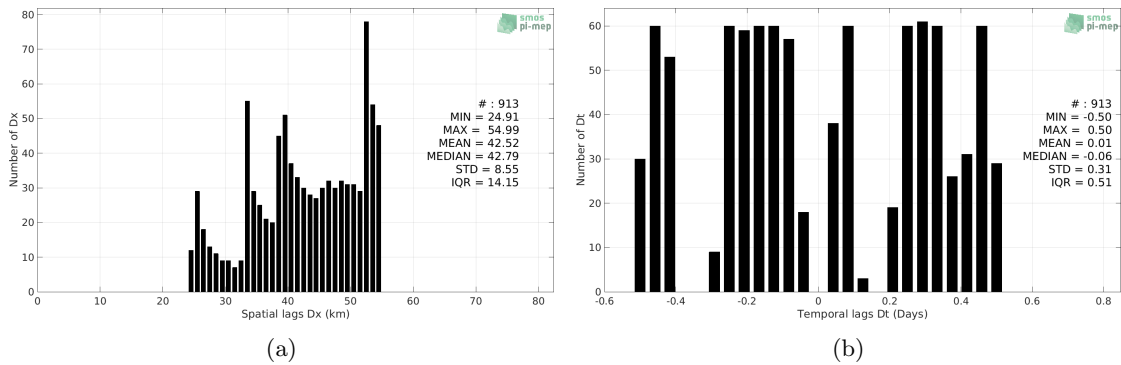 80
70
60
50
40
30
20
10
0
Number of Dx
smos
pi-mep
# : 913
MIN = 24.91
MAX = 54.99
MEAN = 42.52
MEDIAN = 42.79
STD = 8.55
IQR = 14.15
0 10 20 30 40 50 60 70 80
Spatial lags Dx (km)
(a)
60
50
40
30
20
10
0
Number of Dt
smos
pi-mep
# : 913
MIN = -0.50
MAX = 0.50
MEAN = 0.01
MEDIAN = -0.06
STD = 0.31
IQR = 0.51
-0.6 -0.4 -0.2 0 0.2 0.4 0.6 0.8
Temporal lags Dt (Days)
(b)